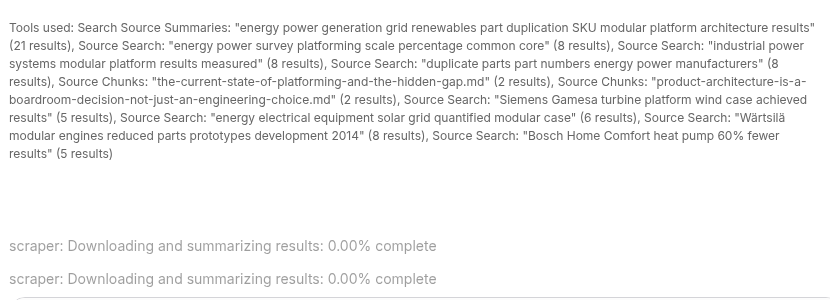 Tools used: Search Source Summaries: "energy power generation grid renewables part duplication SKU modular platform architecture results"
(21 results), Source Search: "energy power survey platforming scale percentage common core" (8 results), Source Search: "industrial power
systems modular platform results measured" (8 results), Source Search: "duplicate parts part numbers energy power manufacturers" (8
results), Source Chunks: "the-current-state-of-platforming-and-the-hidden-gap.md" (2 results), Source Chunks: "product-architecture-is-a-
boardroom-decision-not-just-an-engineering-choice.md" (2 results), Source Search: "Siemens Gamesa turbine platform wind case achieved
results" (5 results), Source Search: "energy electrical equipment solar grid quantified modular case" (6 results), Source Search: "Wärtsilä
modular engines reduced parts prototypes development 2014" (8 results), Source Search: "Bosch Home Comfort heat pump 60% fewer
results" (5 results)
scraper: Downloading and summarizing results: 0.00% complete
scraper: Downloading and summarizing results: 0.00% complete